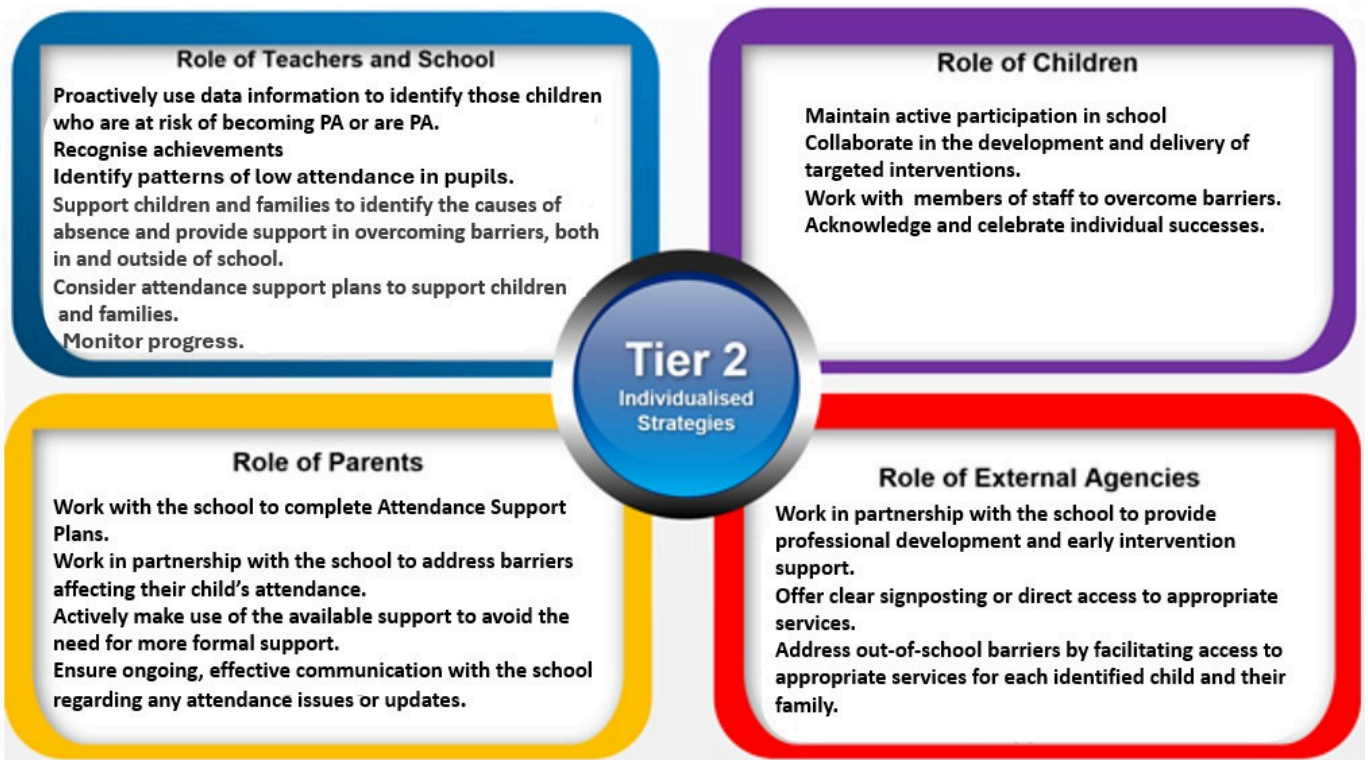 Role of Teachers and School
Proactively use data information to identify those children
who are at risk of becoming PA or are PA.
Recognise achievements
Identify patterns of low attendance in pupils.
Support children and families to identify the causes of
absence and provide support in overcoming barriers, both
in and outside of school.
Consider attendance support plans to support children
and families.
Monitor progress.
Role of Children
Maintain active participation in school
Collaborate in the development and delivery of
targeted interventions.
Work with members of staff to overcome barriers.
Acknowledge and celebrate individual successes.
Tier 2
Individualised
Strategies
Role of Parents
Work with the school to complete Attendance Support
Plans.
Work in partnership with the school to address barriers
affecting their child's attendance.
Actively make use of the available support to avoid the
need for more formal support.
Ensure ongoing, effective communication with the school
regarding any attendance issues or updates.
Role of External Agencies
Work in partnership with the school to provide
professional development and early intervention
support.
Offer clear signposting or direct access to appropriate
services.
Address out-of-school barriers by facilitating access to
appropriate services for each identified child and their
family.